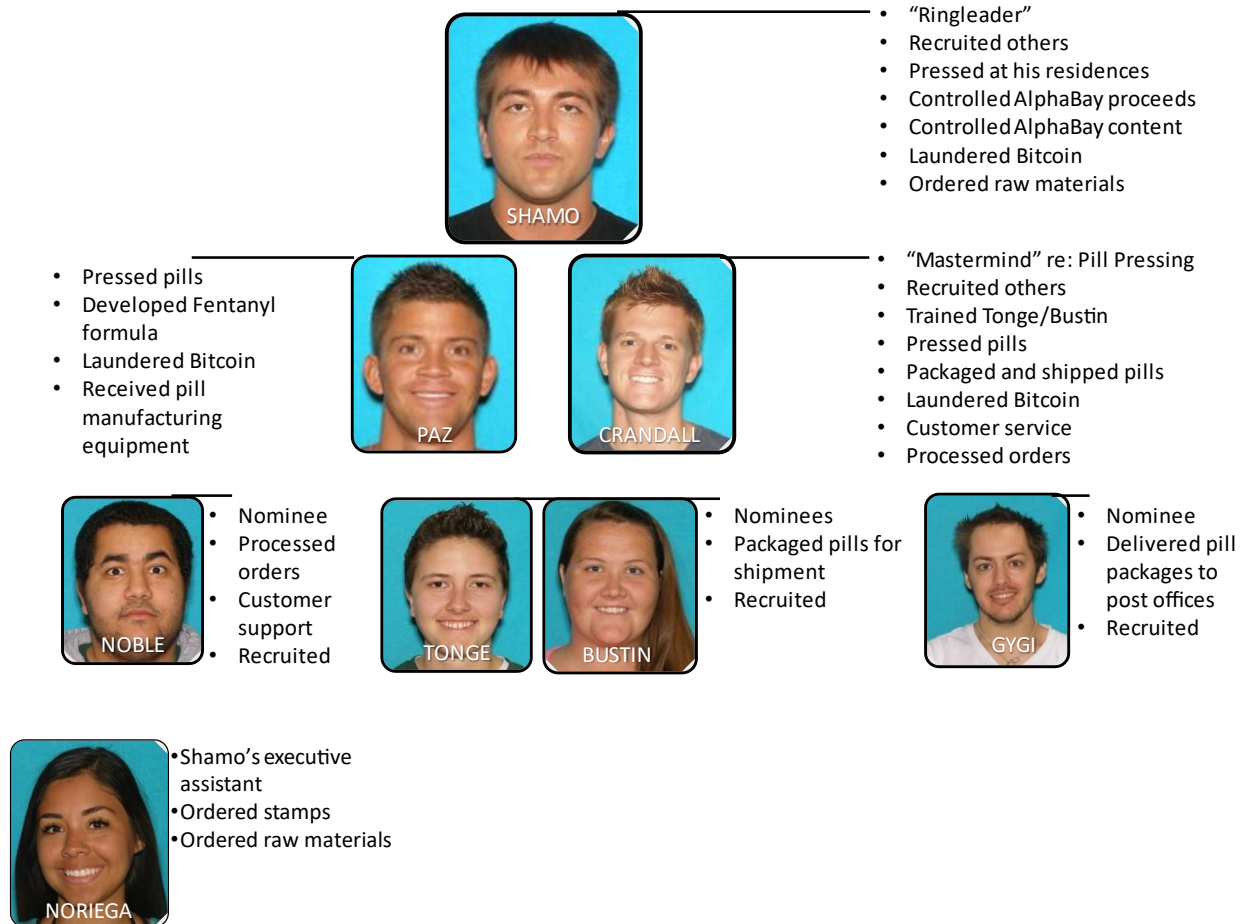 • “Ringleader”
• Recruited others
• Pressed at his residences
• Controlled AlphaBay proceeds
• Controlled AlphaBay content
• Laundered Bitcoin
• Ordered raw materials
SHAMO
• Pressed pills
• Developed Fentanyl
formula
• Laundered Bitcoin
• Received pill
manufacturing
equipment
PAZ
CRANDALL
• “Mastermind” re: Pill Pressing
• Recruited others
• Trained Tonge/Bustin
• Pressed pills
• Packaged and shipped pills
• Laundered Bitcoin
• Customer service
• Processed orders
NOBLE
• Nominee
• Processed
orders
• Customer
support
• Recruited
TONGE
BUSTIN
• Nominees
• Packaged pills for
shipment
• Recruited
GYGI
• Nominee
• Delivered pill
packages to
post offices
• Recruited
NORIEGA
•Shamo’s executive
assistant
•Ordered stamps
•Ordered raw materials